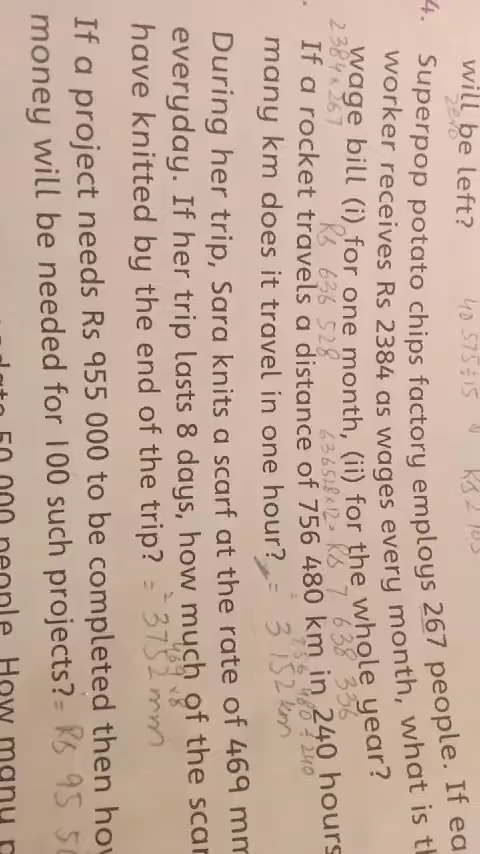 will be left?
40 575 ÷ 15
4. Superpop potato chips factory employs 267 people. If ea
worker receives Rs 2384 as wages every month, what is th
wage bill (i) for one month, (ii) for the whole year?
2384 × 267 Rs 636 528 636528×12= Rs 7 638 336
If a rocket travels a distance of 756 480 km in 240 hours
many km does it travel in one hour? = 3 152 km
756 480 ÷ 240
During her trip, Sara knits a scarf at the rate of 469 mm
everyday. If her trip lasts 8 days, how much of the scar
469 × 8
have knitted by the end of the trip? = 3752 mm
If a project needs Rs 955 000 to be completed then how
money will be needed for 100 such projects? = Rs 95 5
50 000 people. How many p